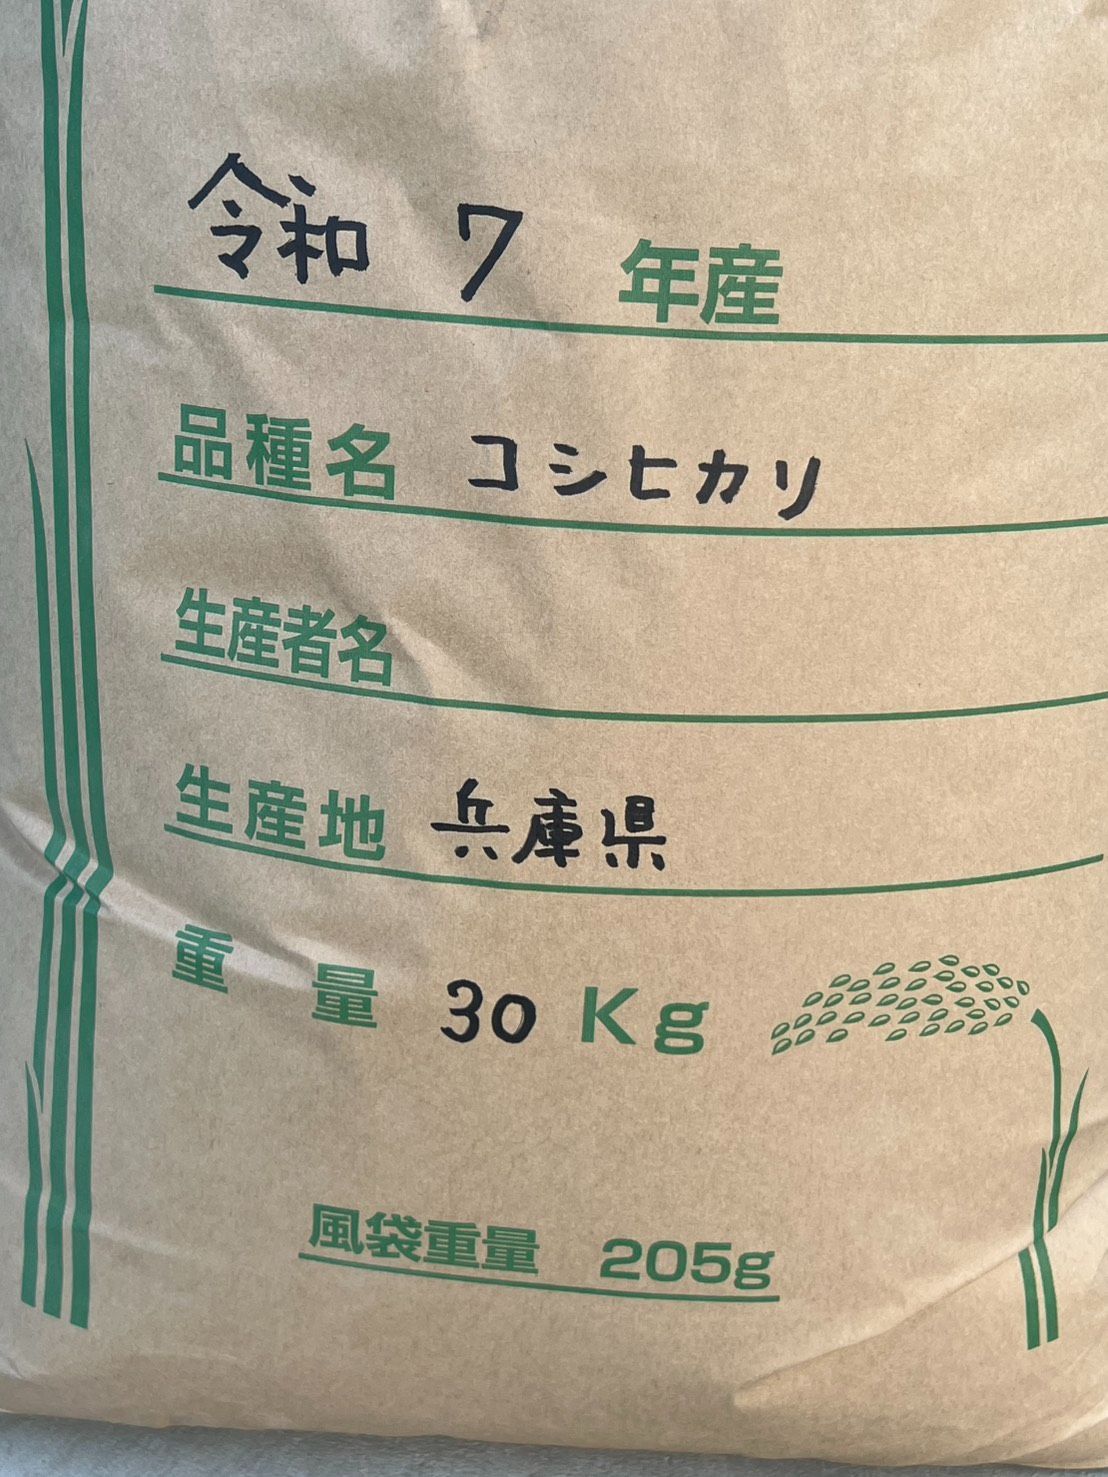 令和 7 年産
品種名 コシヒカリ
生産者名
生産地 兵庫県
重量 30 Kg
風袋重量 205g